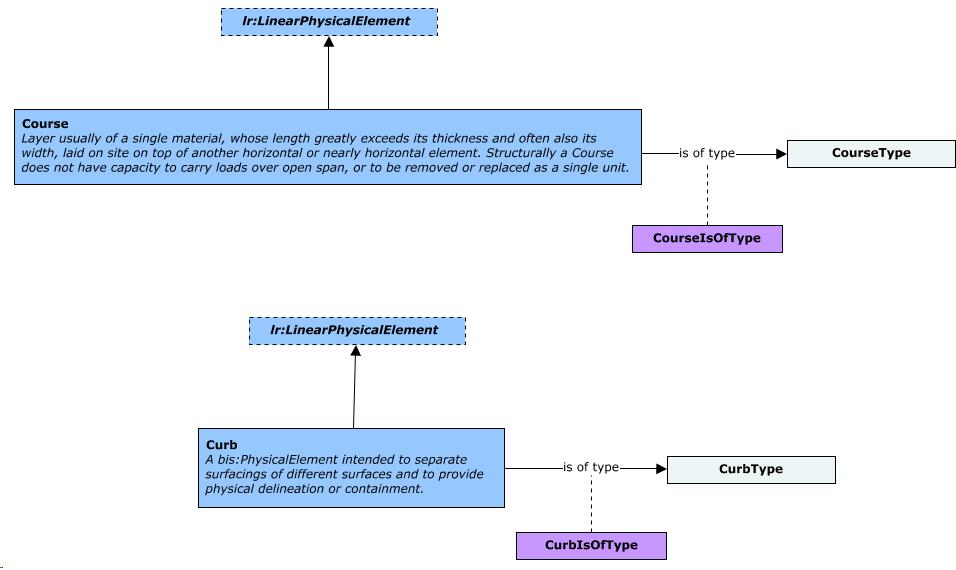 lr:LinearPhysicalElement
Course
Layer usually of a single material, whose length greatly exceeds its thickness and often also its
width, laid on site on top of another horizontal or nearly horizontal element. Structurally a Course
does not have capacity to carry loads over open span, or to be removed or replaced as a single unit.
is of type
CourseType
CourseIsOfType
lr:LinearPhysicalElement
Curb
A bis:PhysicalElement intended to separate
surfacings of different surfaces and to provide
physical delineation or containment.
is of type
CurbType
CurbIsOfType